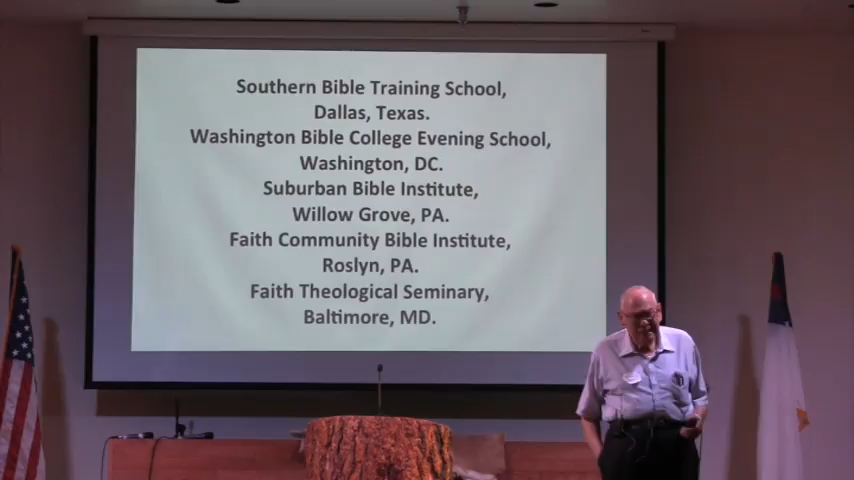 Southern Bible Training School,
Dallas, Texas.
Washington Bible College Evening School,
Washington, DC.
Suburban Bible Institute,
Willow Grove, PA.
Faith Community Bible Institute,
Roslyn, PA.
Faith Theological Seminary,
Baltimore, MD.